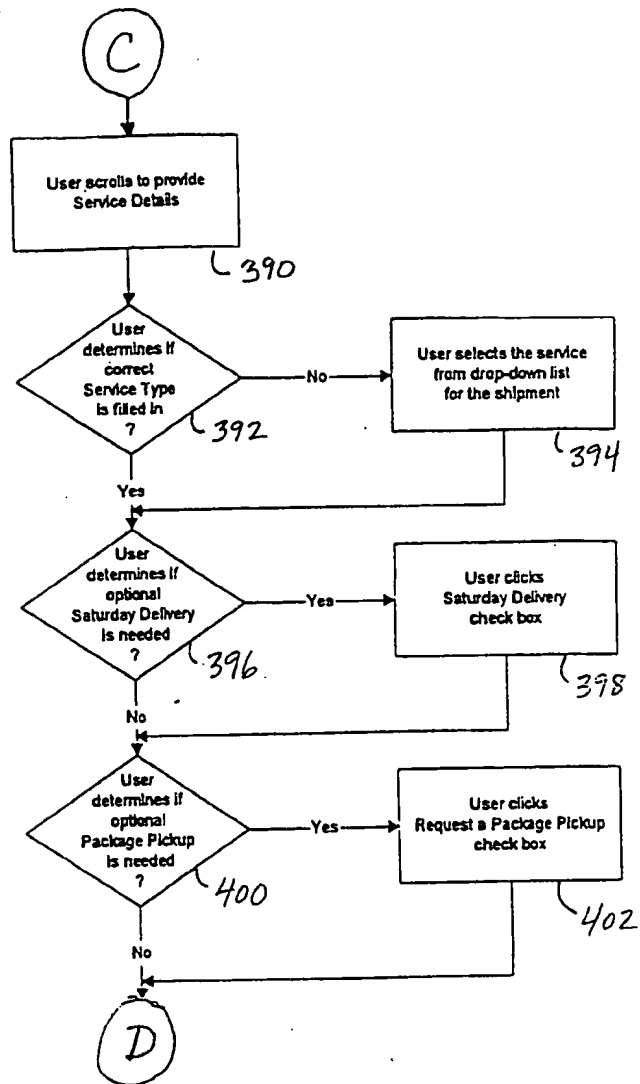 C
User scrolls to provide
Service Details
390
User
determines if
correct
Service Type
is filled in
?
392
No
User selects the service
from drop-down list
for the shipment
394
Yes
User
determines if
optional
Saturday Delivery
is needed
?
396
Yes
User clicks
Saturday Delivery
check box
398
No
User
determines if
optional
Package Pickup
is needed
?
400
Yes
User clicks
Request a Package Pickup
check box
402
No
D